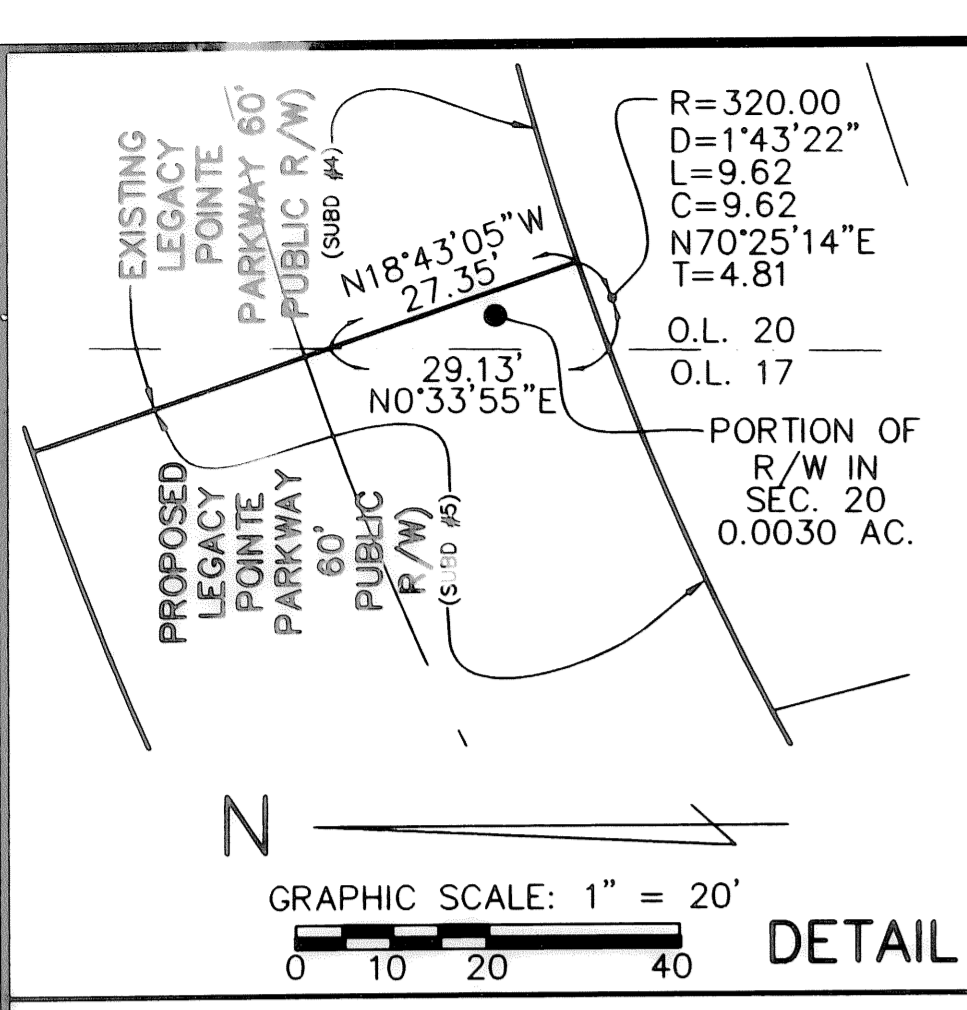 EXISTING
LEGACY
POINTE
PARKWAY 60'
PUBLIC R/W)
(SUBD #4)
R=320.00
D=1°43'22"
L=9.62
C=9.62
N70°25'14"E
T=4.81
N18°43'05"W
27.35'
O.L. 20
O.L. 17
29.13'
N0°33'55"E
PORTION OF
R/W IN
SEC. 20
0.0030 AC.
PROPOSED
LEGACY
POINTE
PARKWAY
60'
PUBLIC
R/W)
(SUBD #5)
N
GRAPHIC SCALE: 1" = 20'
0 10 20 40
DETAIL